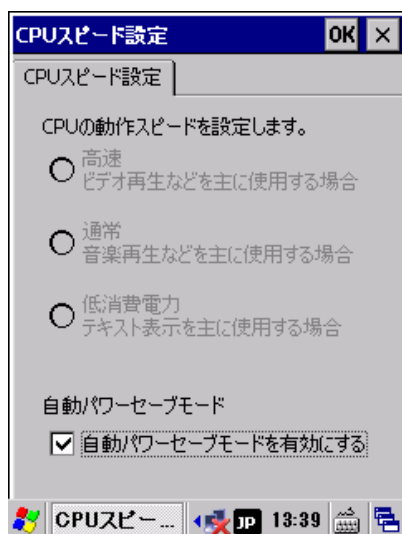 CPUスピード設定 OK ×
CPUスピード設定
CPUの動作スピードを設定します。
高速
ビデオ再生などを主に使用する場合
通常
音楽再生などを主に使用する場合
低消費電力
テキスト表示を主に使用する場合
自動パワーセーブモード
自動パワーセーブモードを有効にする
CPUスピー... JP 13:39